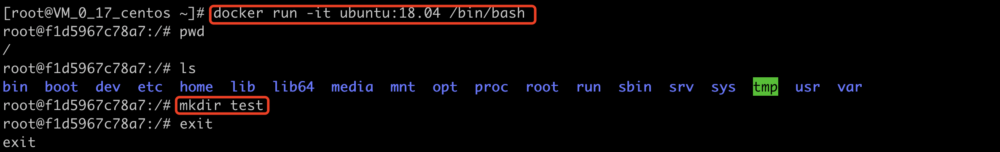 [root@VM_0_17_centos ~]# docker run -it ubuntu:18.04 /bin/bash
root@f1d5967c78a7:/# pwd
/
root@f1d5967c78a7:/# ls
bin  boot  dev  etc  home  lib  lib64  media  mnt  opt  proc  root  run  sbin  srv  sys  tmp  usr  var
root@f1d5967c78a7:/# mkdir test
root@f1d5967c78a7:/# exit
exit